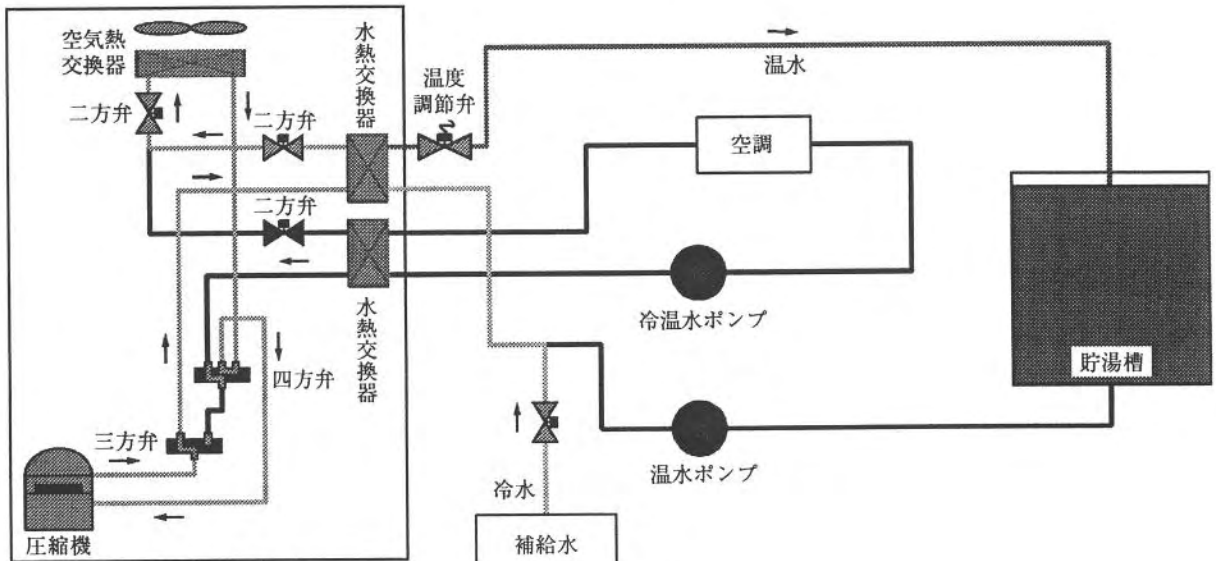 空気熱
交換器
水熱交換器
温度
調節弁
温水
二方弁
二方弁
空調
二方弁
冷温水ポンプ
水熱交換器
四方弁
貯湯槽
三方弁
温水ポンプ
冷水
圧縮機
補給水